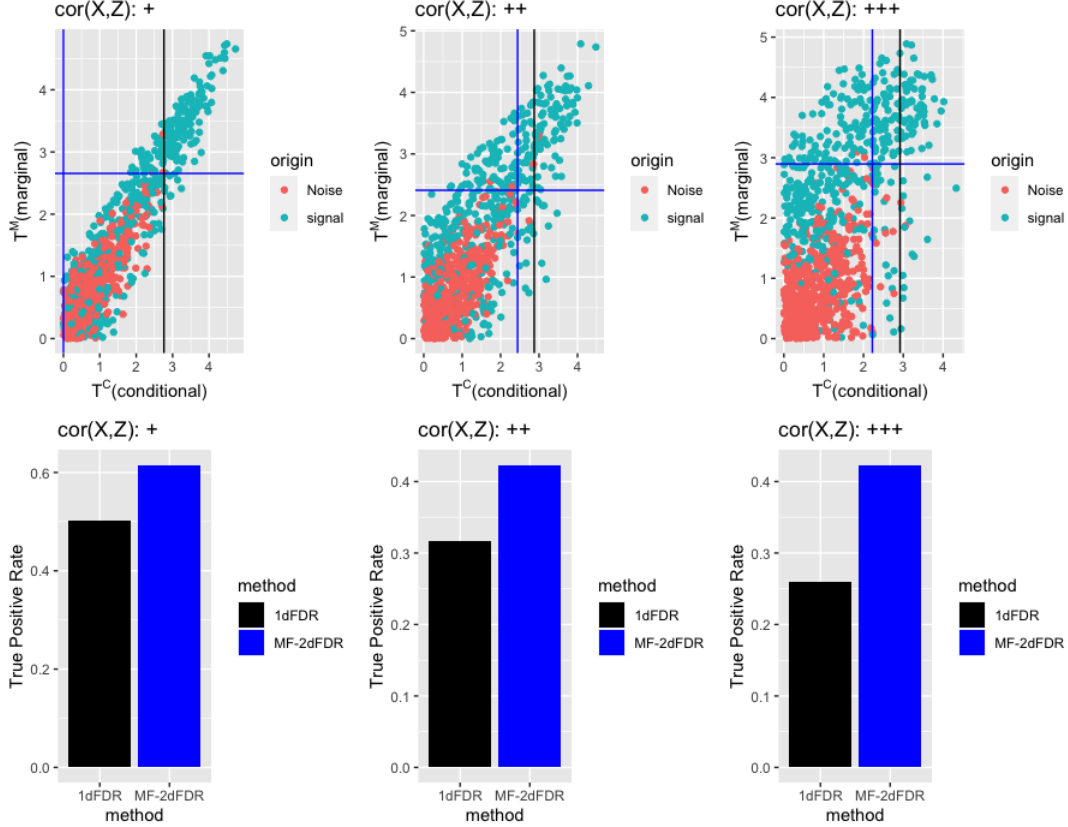 cor(X,Z): +
T^M(marginal)
4
3
2
1
0
0 1 2 3 4
T^C(conditional)
origin
Noise
signal
cor(X,Z): ++
T^M(marginal)
5
4
3
2
1
0
0 1 2 3 4
T^C(conditional)
origin
Noise
signal
cor(X,Z): +++
T^M(marginal)
5
4
3
2
1
0
0 1 2 3 4
T^C(conditional)
origin
Noise
signal
cor(X,Z): +
True Positive Rate
0.6
0.4
0.2
0.0
1dFDR MF-2dFDR
method
method
1dFDR
MF-2dFDR
cor(X,Z): ++
True Positive Rate
0.4
0.3
0.2
0.1
0.0
1dFDR MF-2dFDR
method
method
1dFDR
MF-2dFDR
cor(X,Z): +++
True Positive Rate
0.4
0.3
0.2
0.1
0.0
1dFDR MF-2dFDR
method
method
1dFDR
MF-2dFDR